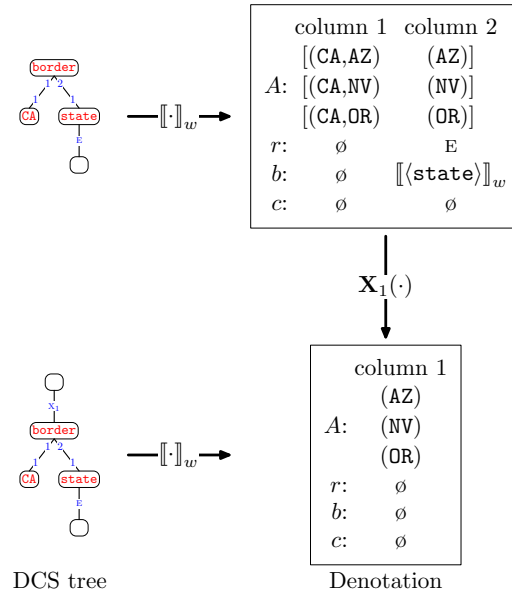 column 1 column 2
[(CA,AZ) (AZ)]
A: [(CA,NV) (NV)]
[(CA,OR) (OR)]
r: ø E
b: ø ⟦⟨state⟩⟧w
c: ø ø
border
1 2
1 1
CA state
E
⟦·⟧w
X1(·)
column 1
(AZ)
A: (NV)
(OR)
r: ø
b: ø
c: ø
X1
border
1 2
1 1
CA state
E
⟦·⟧w
DCS tree Denotation